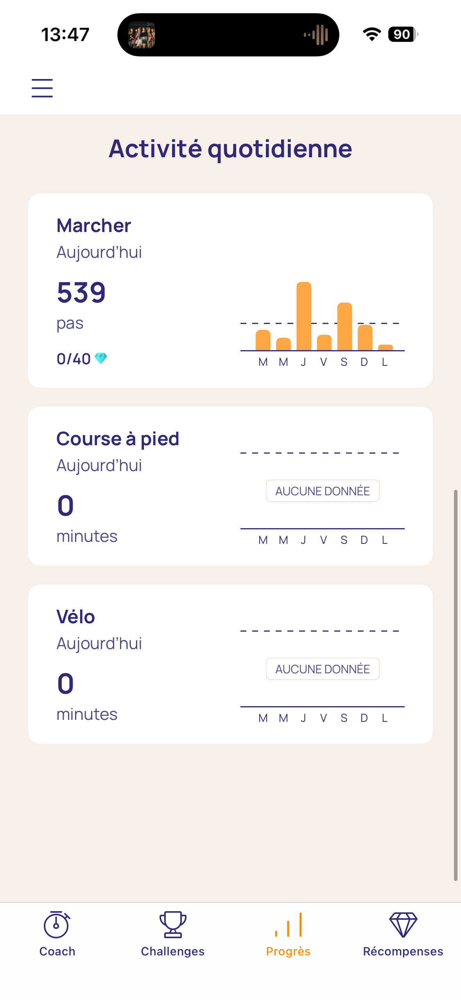 13:47
90
Activité quotidienne
Marcher
Aujourd’hui
539
pas
0/40
M M J V S D L
Course à pied
Aujourd’hui
0
minutes
AUCUNE DONNÉE
M M J V S D L
Vélo
Aujourd’hui
0
minutes
AUCUNE DONNÉE
M M J V S D L
Coach
Challenges
Progrès
Récompenses